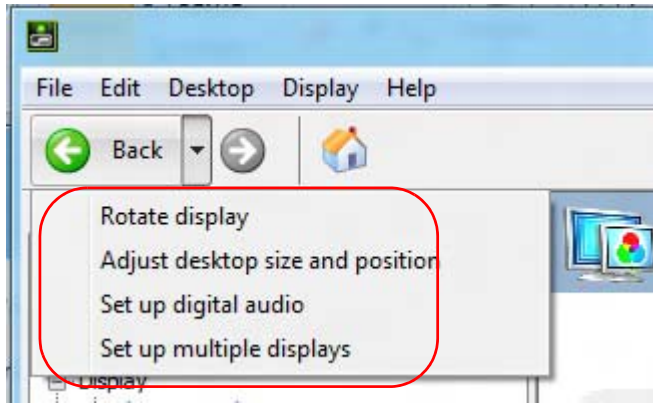 File Edit Desktop Display Help
Back
Rotate display
Adjust desktop size and position
Set up digital audio
Set up multiple displays
Display